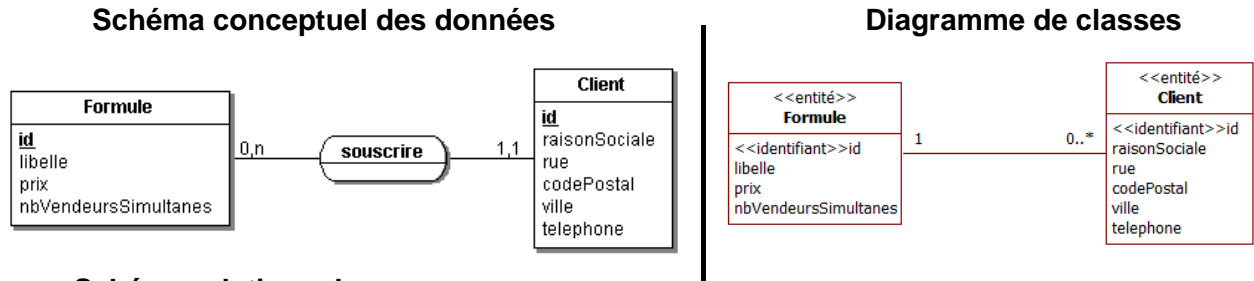 Schéma conceptuel des données
Formule
id
libelle
prix
nbVendeursSimultanes
0,n
souscrire
1,1
Client
id
raisonSociale
rue
codePostal
ville
telephone
Diagramme de classes
<<entité>>
Formule
<<identifiant>>id
libelle
prix
nbVendeursSimultanes
1
0..*
<<entité>>
Client
<<identifiant>>id
raisonSociale
rue
codePostal
ville
telephone